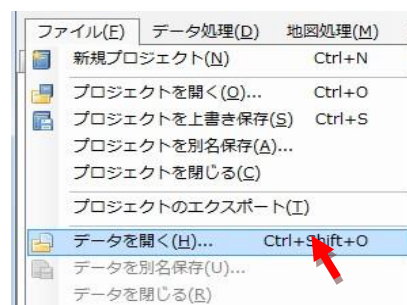 ファイル(F) データ処理(D) 地図処理(M)
新規プロジェクト(N) Ctrl+N
プロジェクトを開く(O)... Ctrl+O
プロジェクトを上書き保存(S) Ctrl+S
プロジェクトを別名保存(A)...
プロジェクトを閉じる(C)
プロジェクトのエクスポート(T)
データを開く(H)... Ctrl+Shift+O
データを別名保存(U)...
データを閉じる(R)